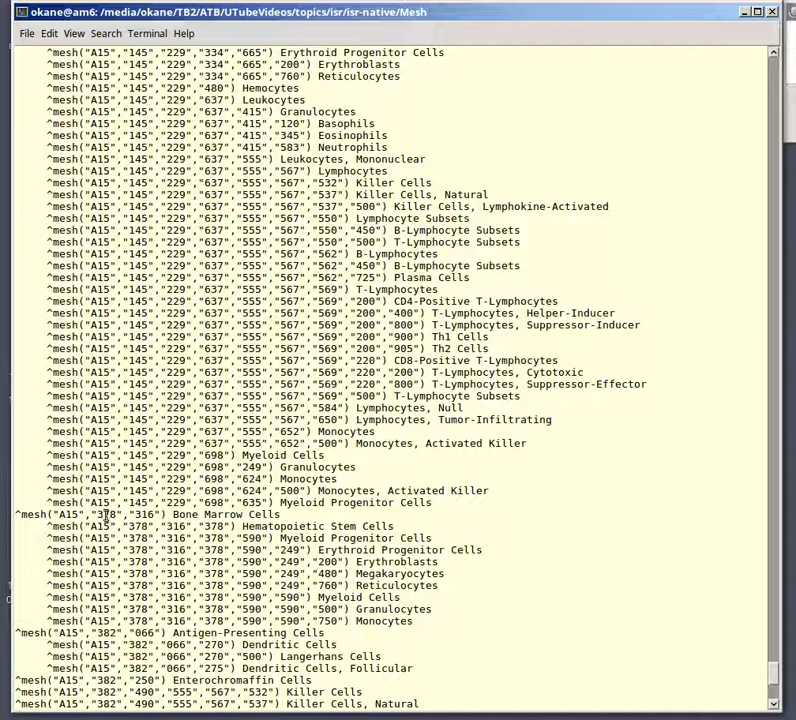 okane@am6: /media/okane/TB2/ATB/UTubeVideos/topics/isr/isr-native/Mesh
File Edit View Search Terminal Help
^mesh("A15","145","229","334","665") Erythroid Progenitor Cells
^mesh("A15","145","229","334","665","200") Erythroblasts
^mesh("A15","145","229","334","665","760") Reticulocytes
^mesh("A15","145","229","480") Hemocytes
^mesh("A15","145","229","637") Leukocytes
^mesh("A15","145","229","637","415") Granulocytes
^mesh("A15","145","229","637","415","120") Basophils
^mesh("A15","145","229","637","415","345") Eosinophils
^mesh("A15","145","229","637","415","583") Neutrophils
^mesh("A15","145","229","637","555") Leukocytes, Mononuclear
^mesh("A15","145","229","637","555","567") Lymphocytes
^mesh("A15","145","229","637","555","567","532") Killer Cells
^mesh("A15","145","229","637","555","567","537") Killer Cells, Natural
^mesh("A15","145","229","637","555","567","537","500") Killer Cells, Lymphokine-Activated
^mesh("A15","145","229","637","555","567","550") Lymphocyte Subsets
^mesh("A15","145","229","637","555","567","550","450") B-Lymphocyte Subsets
^mesh("A15","145","229","637","555","567","550","500") T-Lymphocyte Subsets
^mesh("A15","145","229","637","555","567","562") B-Lymphocytes
^mesh("A15","145","229","637","555","567","562","450") B-Lymphocyte Subsets
^mesh("A15","145","229","637","555","567","562","725") Plasma Cells
^mesh("A15","145","229","637","555","567","569") T-Lymphocytes
^mesh("A15","145","229","637","555","567","569","200") CD4-Positive T-Lymphocytes
^mesh("A15","145","229","637","555","567","569","200","400") T-Lymphocytes, Helper-Inducer
^mesh("A15","145","229","637","555","567","569","200","800") T-Lymphocytes, Suppressor-Inducer
^mesh("A15","145","229","637","555","567","569","200","900") Th1 Cells
^mesh("A15","145","229","637","555","567","569","200","905") Th2 Cells
^mesh("A15","145","229","637","555","567","569","220") CD8-Positive T-Lymphocytes
^mesh("A15","145","229","637","555","567","569","220","200") T-Lymphocytes, Cytotoxic
^mesh("A15","145","229","637","555","567","569","220","800") T-Lymphocytes, Suppressor-Effector
^mesh("A15","145","229","637","555","567","569","500") T-Lymphocyte Subsets
^mesh("A15","145","229","637","555","567","584") Lymphocytes, Null
^mesh("A15","145","229","637","555","567","650") Lymphocytes, Tumor-Infiltrating
^mesh("A15","145","229","637","555","652") Monocytes
^mesh("A15","145","229","637","555","652","500") Monocytes, Activated Killer
^mesh("A15","145","229","698") Myeloid Cells
^mesh("A15","145","229","698","249") Granulocytes
^mesh("A15","145","229","698","624") Monocytes
^mesh("A15","145","229","698","624","500") Monocytes, Activated Killer
^mesh("A15","145","229","698","635") Myeloid Progenitor Cells
^mesh("A15","378","316") Bone Marrow Cells
^mesh("A15","378","316","378") Hematopoietic Stem Cells
^mesh("A15","378","316","378","590") Myeloid Progenitor Cells
^mesh("A15","378","316","378","590","249") Erythroid Progenitor Cells
^mesh("A15","378","316","378","590","249","200") Erythroblasts
^mesh("A15","378","316","378","590","249","480") Megakaryocytes
^mesh("A15","378","316","378","590","249","760") Reticulocytes
^mesh("A15","378","316","378","590","590") Myeloid Cells
^mesh("A15","378","316","378","590","590","500") Granulocytes
^mesh("A15","378","316","378","590","590","750") Monocytes
^mesh("A15","382","066") Antigen-Presenting Cells
^mesh("A15","382","066","270") Dendritic Cells
^mesh("A15","382","066","270","500") Langerhans Cells
^mesh("A15","382","066","275") Dendritic Cells, Follicular
^mesh("A15","382","250") Enterochromaffin Cells
^mesh("A15","382","490","555","567","532") Killer Cells
^mesh("A15","382","490","555","567","537") Killer Cells, Natural